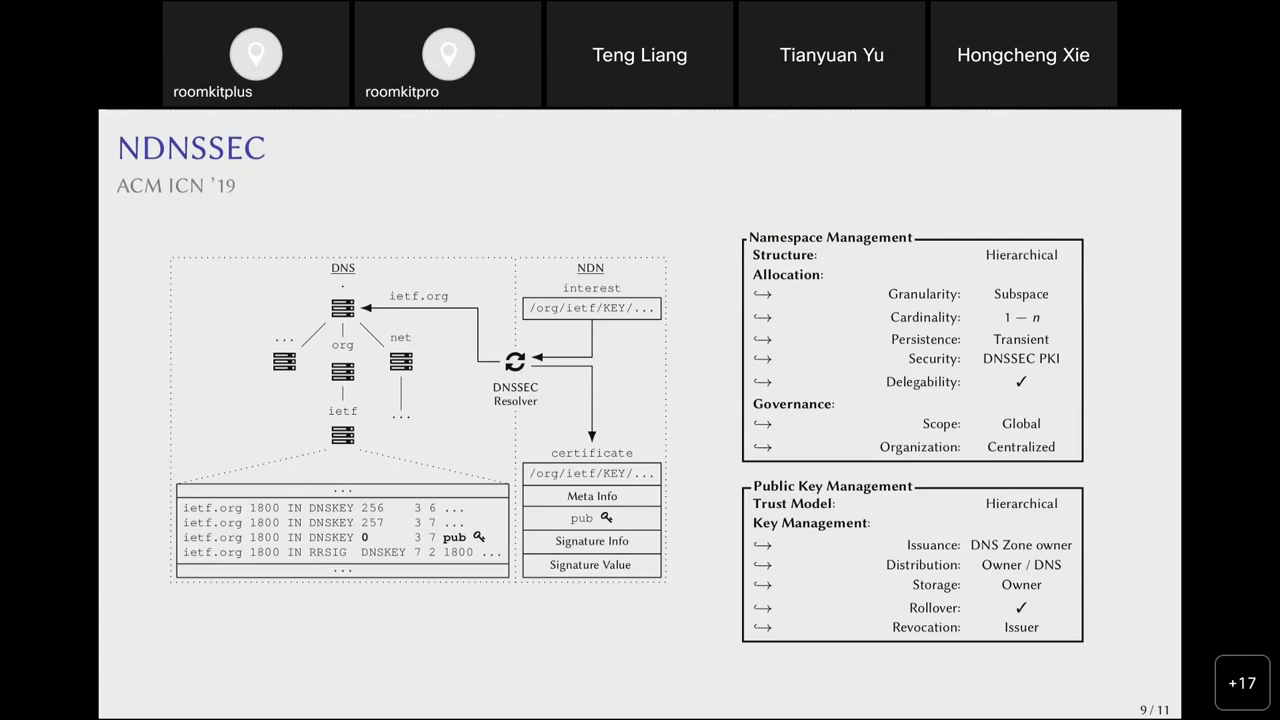 roomkitplus
roomkitpro
Teng Liang
Tianyuan Yu
Hongcheng Xie
NDNSSEC
ACM ICN '19
DNS
.
...
org
net
ietf
...
ietf.org
NDN
interest
/org/ietf/KEY/...
DNSSEC
Resolver
certificate
/org/ietf/KEY/...
Meta Info
pub
Signature Info
Signature Value
...
ietf.org 1800 IN DNSKEY 256 3 6 ...
ietf.org 1800 IN DNSKEY 257 3 7 ...
ietf.org 1800 IN DNSKEY 0 3 7 pub
ietf.org 1800 IN RRSIG DNSKEY 7 2 1800 ...
...
Namespace Management
Structure: Hierarchical
Allocation:
↪ Granularity: Subspace
↪ Cardinality: 1 − n
↪ Persistence: Transient
↪ Security: DNSSEC PKI
↪ Delegability: ✓
Governance:
↪ Scope: Global
↪ Organization: Centralized
Public Key Management
Trust Model: Hierarchical
Key Management:
↪ Issuance: DNS Zone owner
↪ Distribution: Owner / DNS
↪ Storage: Owner
↪ Rollover: ✓
↪ Revocation: Issuer
+17
9 / 11